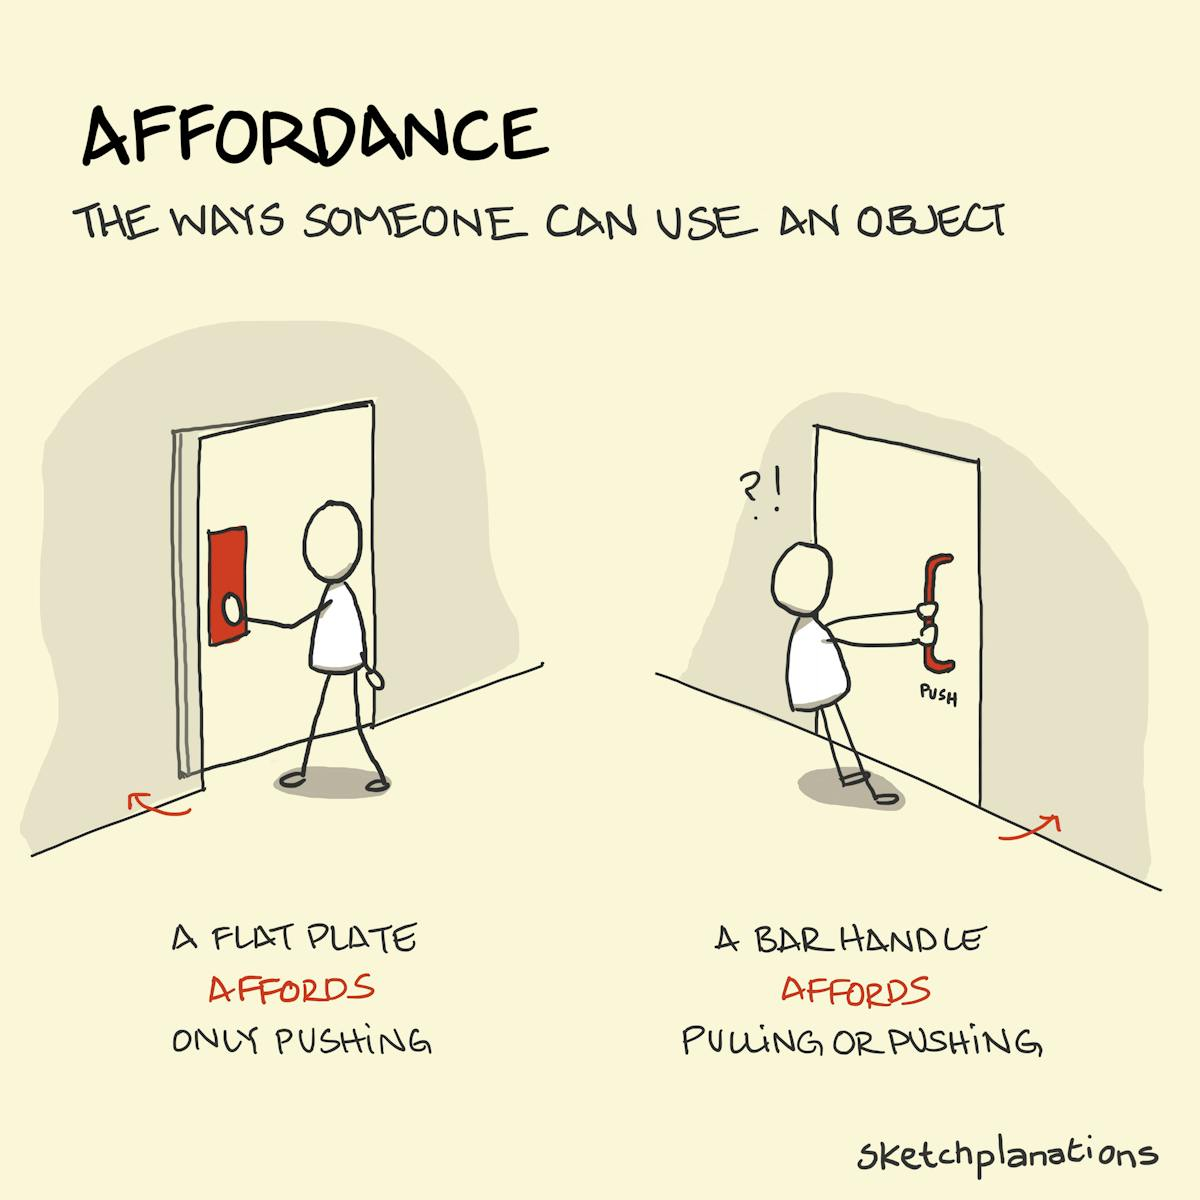 AFFORDANCE
THE WAYS SOMEONE CAN USE AN OBJECT
?!
PUSH
A FLAT PLATE
AFFORDS
ONLY PUSHING
A BAR HANDLE
AFFORDS
PULLING OR PUSHING
sketchplanations